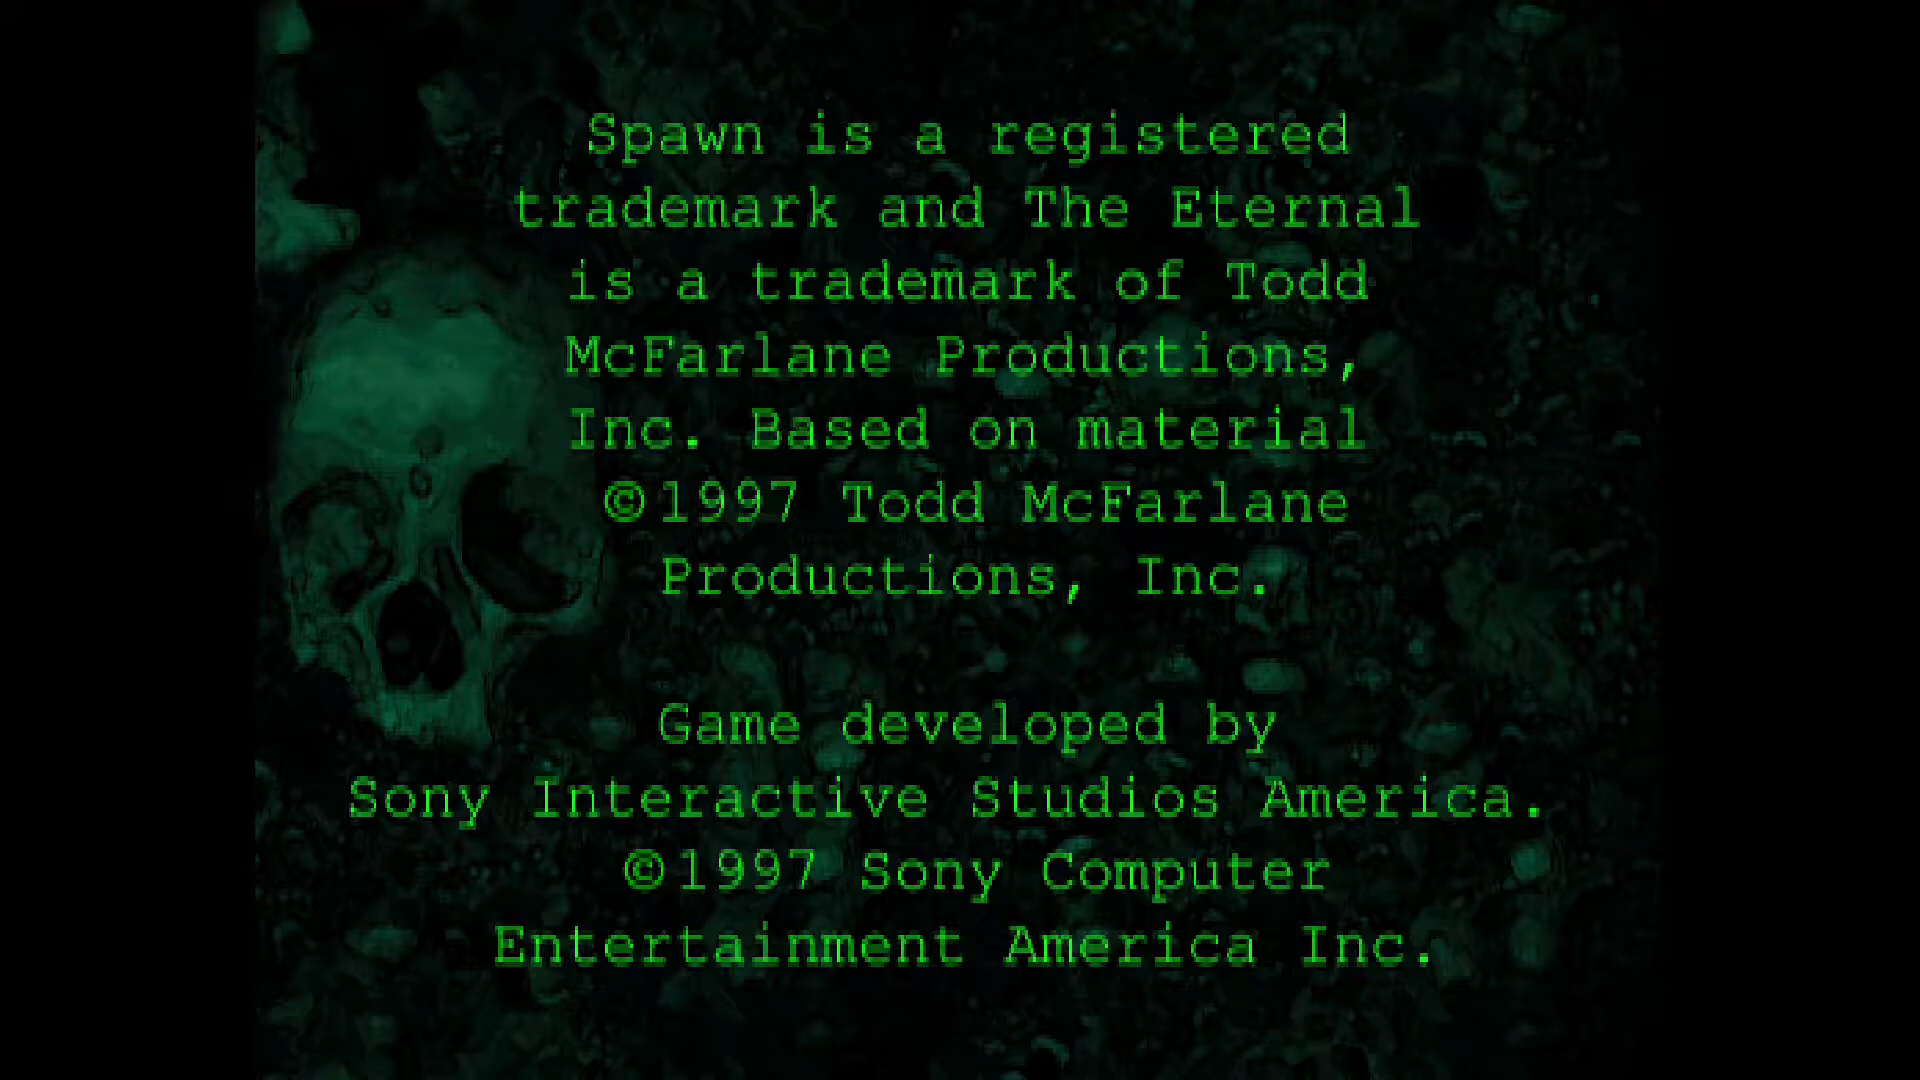 Spawn is a registered
trademark and The Eternal
is a trademark of Todd
McFarlane Productions,
Inc. Based on material
©1997 Todd McFarlane
Productions, Inc.
Game developed by
Sony Interactive Studios America.
©1997 Sony Computer
Entertainment America Inc.